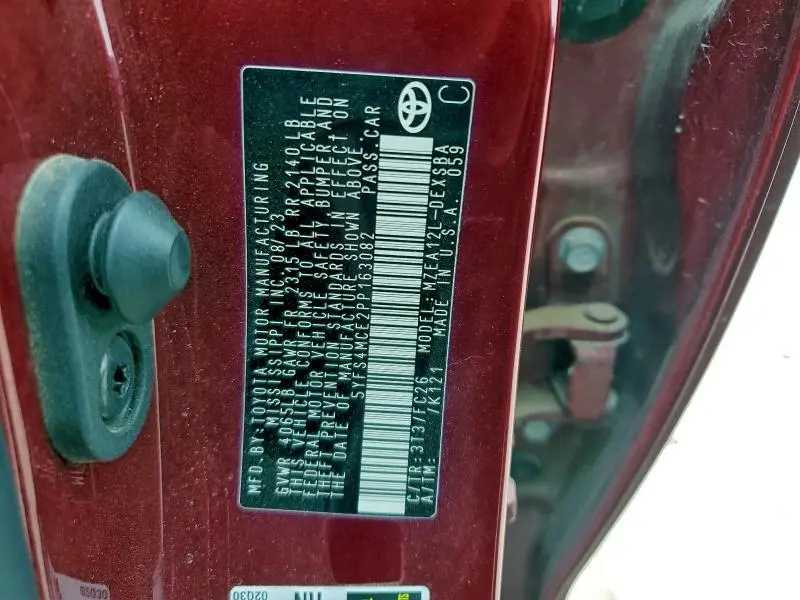 MFD. BY: TOYOTA MOTOR MANUFACTURING
MISSISSIPPI, INC. 08/23
GVWR 4065LB GAWR FR 2315LB RR 2140LB
THIS VEHICLE CONFORMS TO ALL APPLICABLE
FEDERAL MOTOR VEHICLE SAFETY, BUMPER, AND
THEFT PREVENTION STANDARDS IN EFFECT ON
THE DATE OF MANUFACTURE SHOWN ABOVE.
5YFS4MCE2PP163082 PASS. CAR
C/TR: 3T3/FC26 MODEL: MZEA12L-DEXSBA
A/TM: /K121 MADE IN U.S.A. 059
C
02Q30